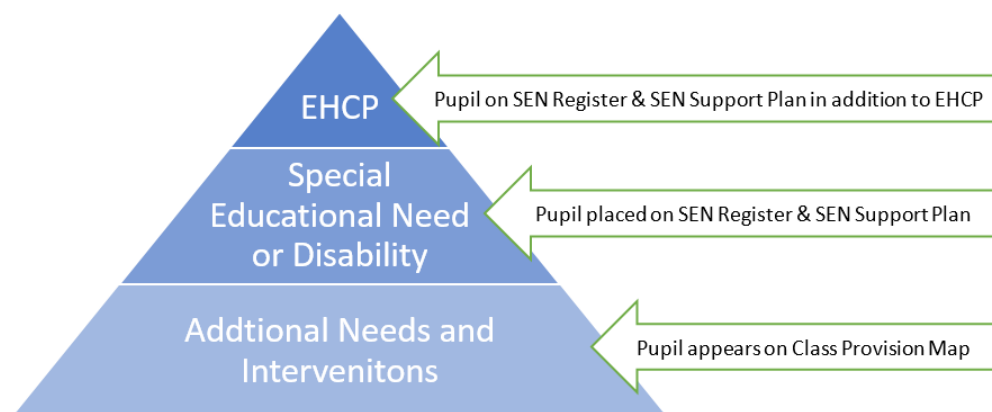 EHCP
Pupil on SEN Register & SEN Support Plan in addition to EHCP
Special
Educational Need
or Disability
Pupil placed on SEN Register & SEN Support Plan
Addtional Needs and
Intervenitons
Pupil appears on Class Provision Map